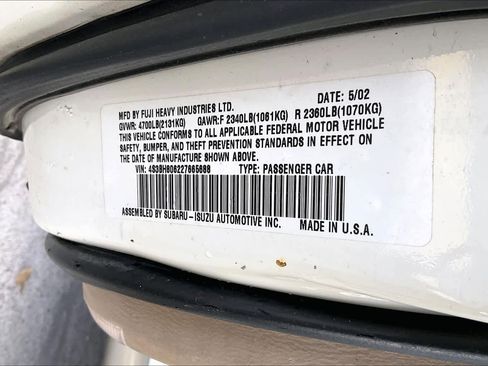 MFD BY FUJI HEAVY INDUSTRIES LTD. DATE: 5/02
GVWR: 4700LB(2131KG) GAWR:F 2340LB(1061KG) R 2360LB(1070KG)
THIS VEHICLE CONFORMS TO ALL APPLICABLE FEDERAL MOTOR VEHICLE
SAFETY, BUMPER, AND THEFT PREVENTION STANDARDS IN EFFECT ON
THE DATE OF MANUFACTURE SHOWN ABOVE.
VIN: 4S3BH806227665688 TYPE: PASSENGER CAR
ASSEMBLED BY SUBARU-ISUZU AUTOMOTIVE INC. MADE IN U.S.A.